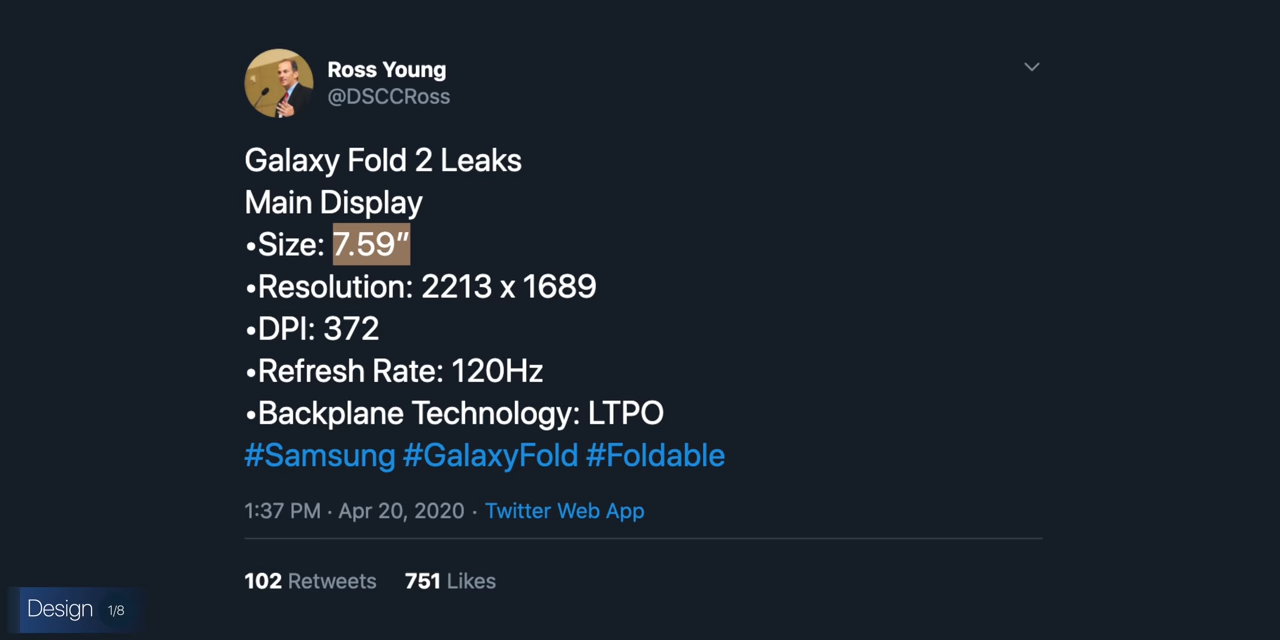 Ross Young
@DSCCRoss
Galaxy Fold 2 Leaks
Main Display
•Size: 7.59”
•Resolution: 2213 x 1689
•DPI: 372
•Refresh Rate: 120Hz
•Backplane Technology: LTPO
#Samsung #GalaxyFold #Foldable
1:37 PM · Apr 20, 2020 · Twitter Web App
102 Retweets 751 Likes
Design 1/8